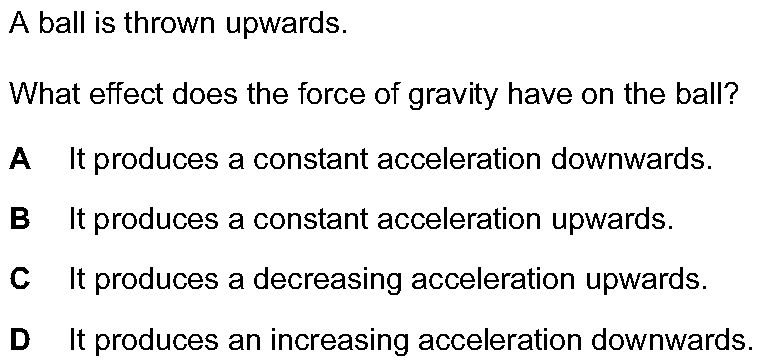 A ball is thrown upwards.
What effect does the force of gravity have on the ball?
A It produces a constant acceleration downwards.
B It produces a constant acceleration upwards.
C It produces a decreasing acceleration upwards.
D It produces an increasing acceleration downwards.